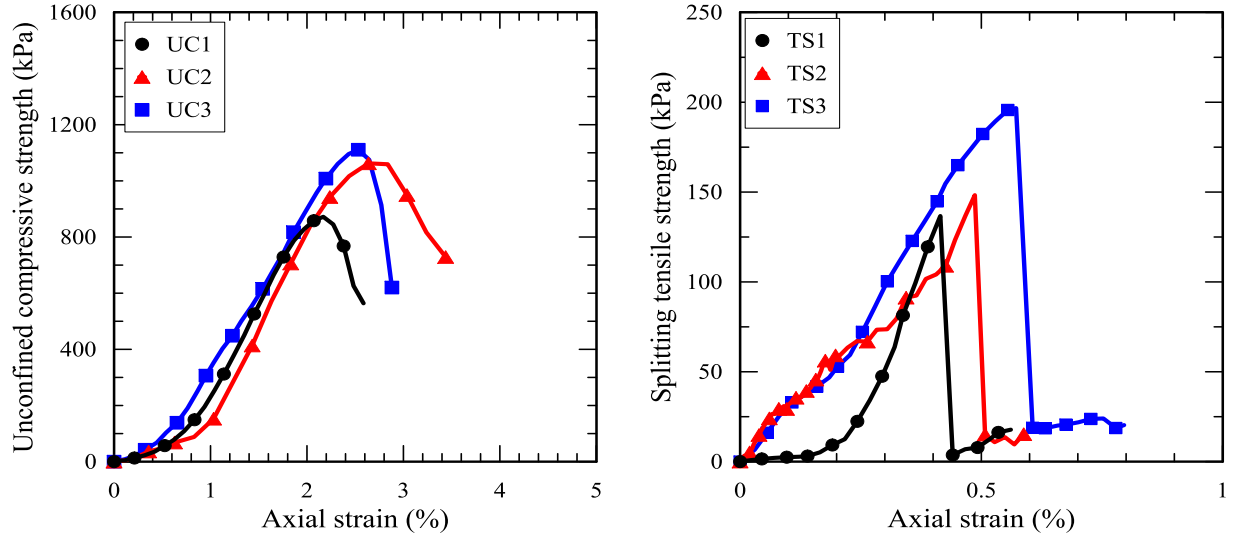 Unconfined compressive strength (kPa)
1600
1200
800
400
0
UC1
UC2
UC3
0 1 2 3 4 5
Axial strain (%)
Splitting tensile strength (kPa)
250
200
150
100
50
0
TS1
TS2
TS3
0 0.5 1
Axial strain (%)